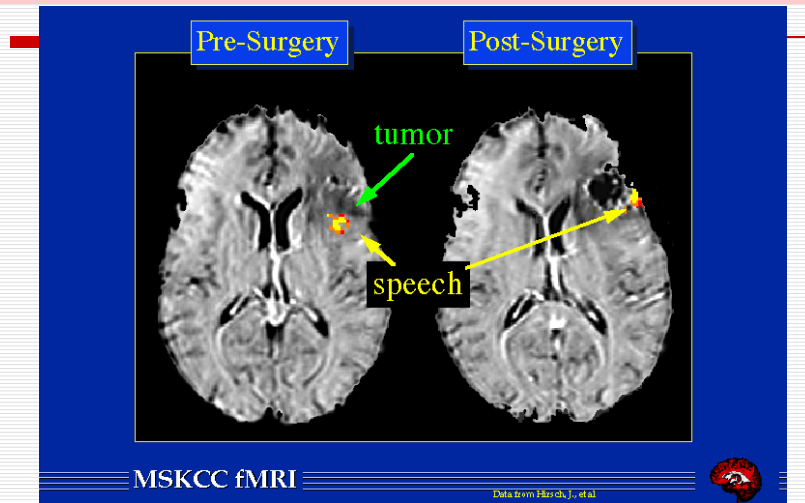 Pre-Surgery
Post-Surgery
tumor
speech
MSKCC fMRI
Data from Hirsch, J., et al